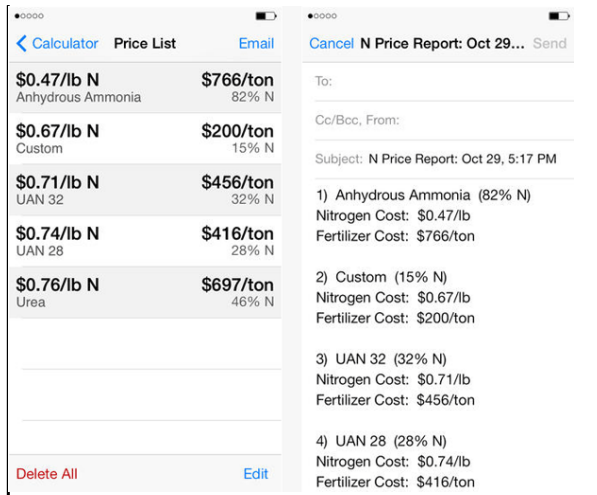 Calculator Price List Email
$0.47/lb N $766/ton
Anhydrous Ammonia 82% N
$0.67/lb N $200/ton
Custom 15% N
$0.71/lb N $456/ton
UAN 32 32% N
$0.74/lb N $416/ton
UAN 28 28% N
$0.76/lb N $697/ton
Urea 46% N
Delete All Edit
Cancel N Price Report: Oct 29... Send
To:
Cc/Bcc, From:
Subject: N Price Report: Oct 29, 5:17 PM
1) Anhydrous Ammonia (82% N)
Nitrogen Cost: $0.47/lb
Fertilizer Cost: $766/ton
2) Custom (15% N)
Nitrogen Cost: $0.67/lb
Fertilizer Cost: $200/ton
3) UAN 32 (32% N)
Nitrogen Cost: $0.71/lb
Fertilizer Cost: $456/ton
4) UAN 28 (28% N)
Nitrogen Cost: $0.74/lb
Fertilizer Cost: $416/ton